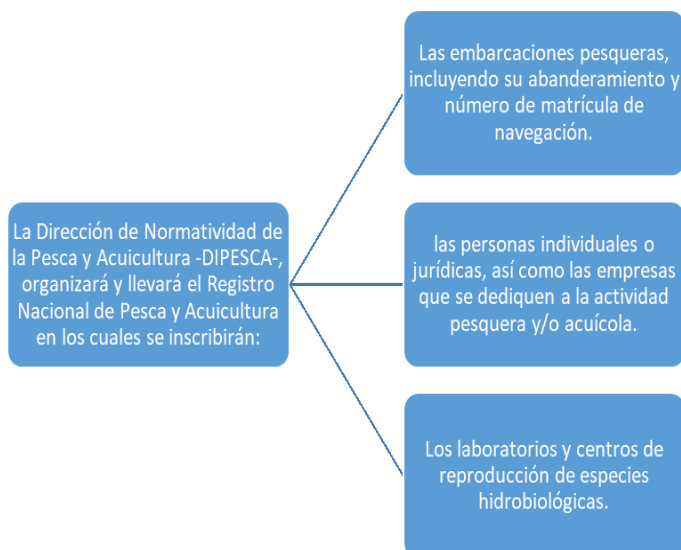 La Dirección de Normatividad de
la Pesca y Acuicultura -DIPESCA-,
organizará y llevará el Registro
Nacional de Pesca y Acuicultura
en los cuales se inscribirán:
Las embarcaciones pesqueras,
incluyendo su abanderamiento y
número de matrícula de
navegación.
las personas individuales o
jurídicas, así como las empresas
que se dediquen a la actividad
pesquera y/o acuícola.
Los laboratorios y centros de
reproducción de especies
hidrobiológicas.